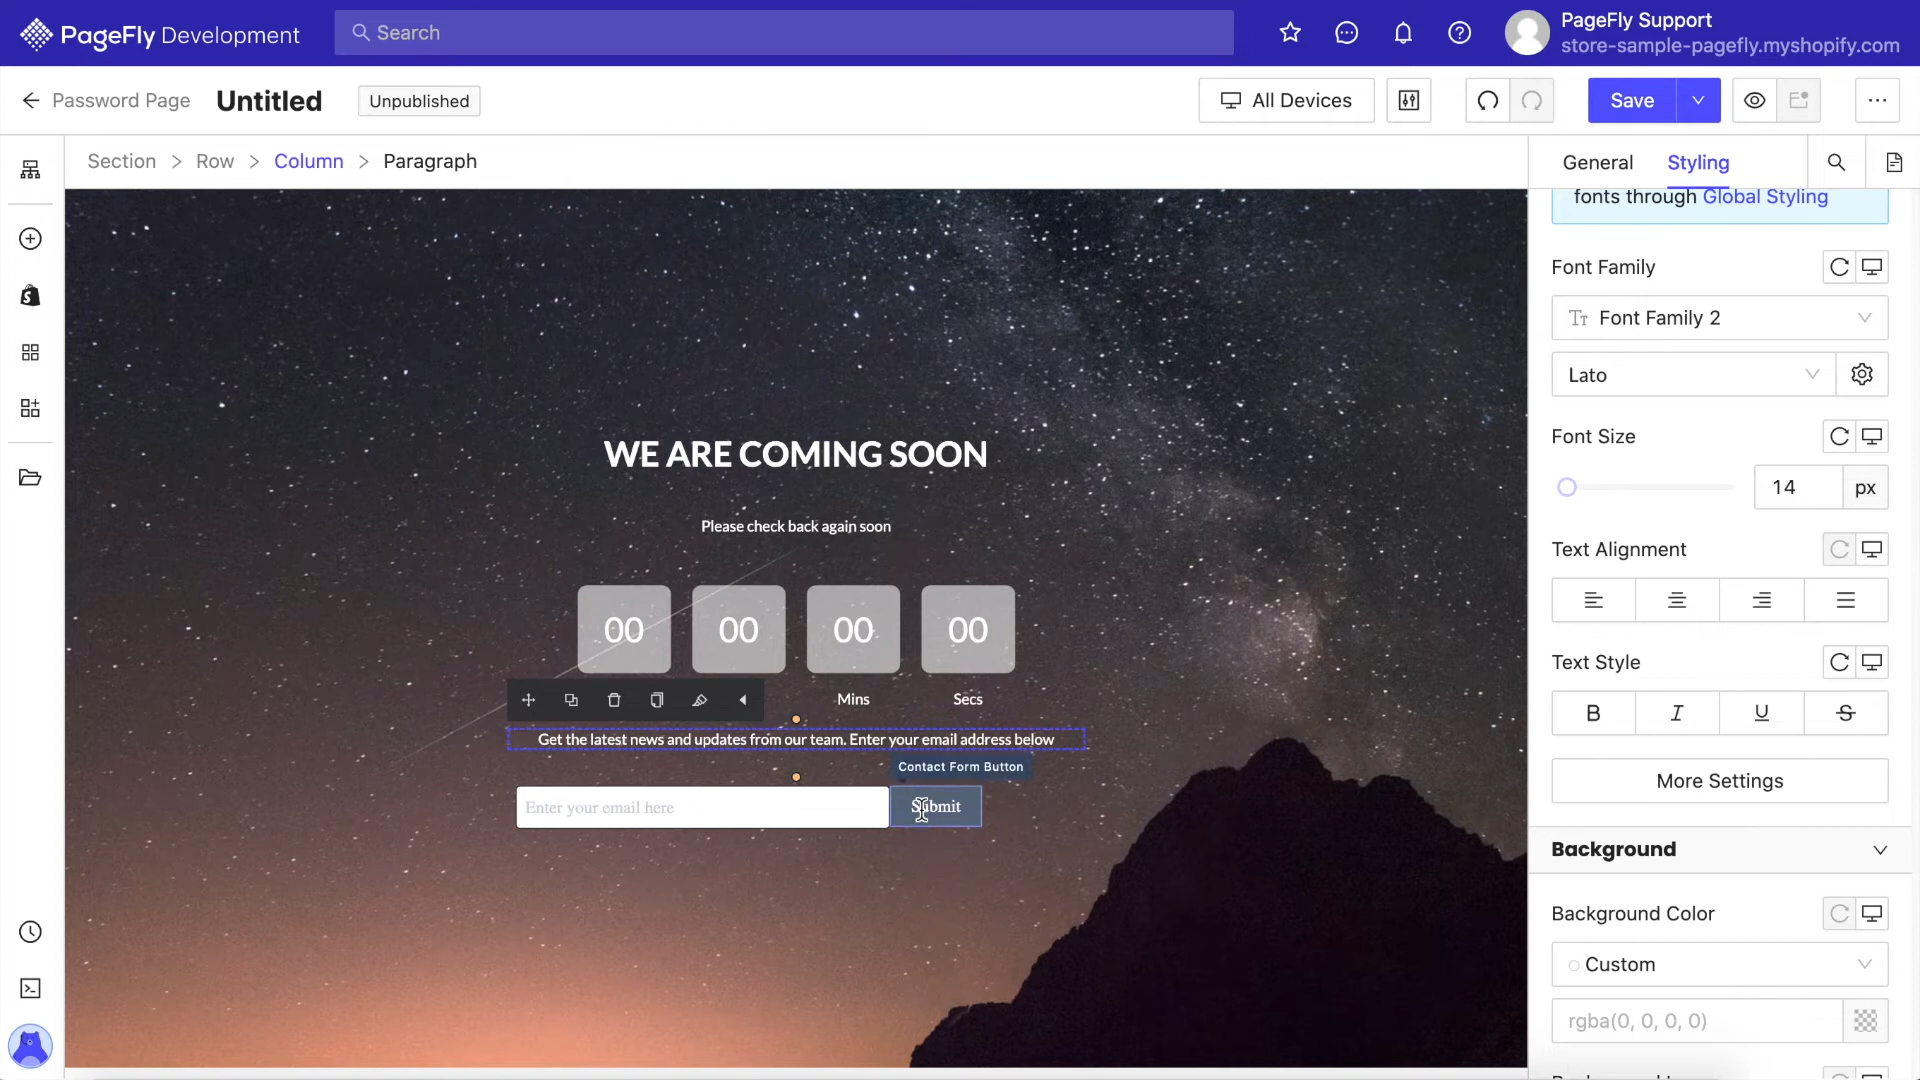 PageFly Development
Search
PageFly Support
store-sample-pagefly.myshopify.com
Password Page
Untitled
Unpublished
All Devices
Save
Section > Row > Column > Paragraph
General
Styling
fonts through Global Styling
Font Family
Font Family 2
Lato
Font Size
14 px
Text Alignment
Text Style
B I U S
More Settings
Background
Background Color
Custom
rgba(0, 0, 0, 0)
WE ARE COMING SOON
Please check back again soon
00 00 00 00
Mins Secs
Get the latest news and updates from our team. Enter your email address below
Contact Form Button
Enter your email here
Submit